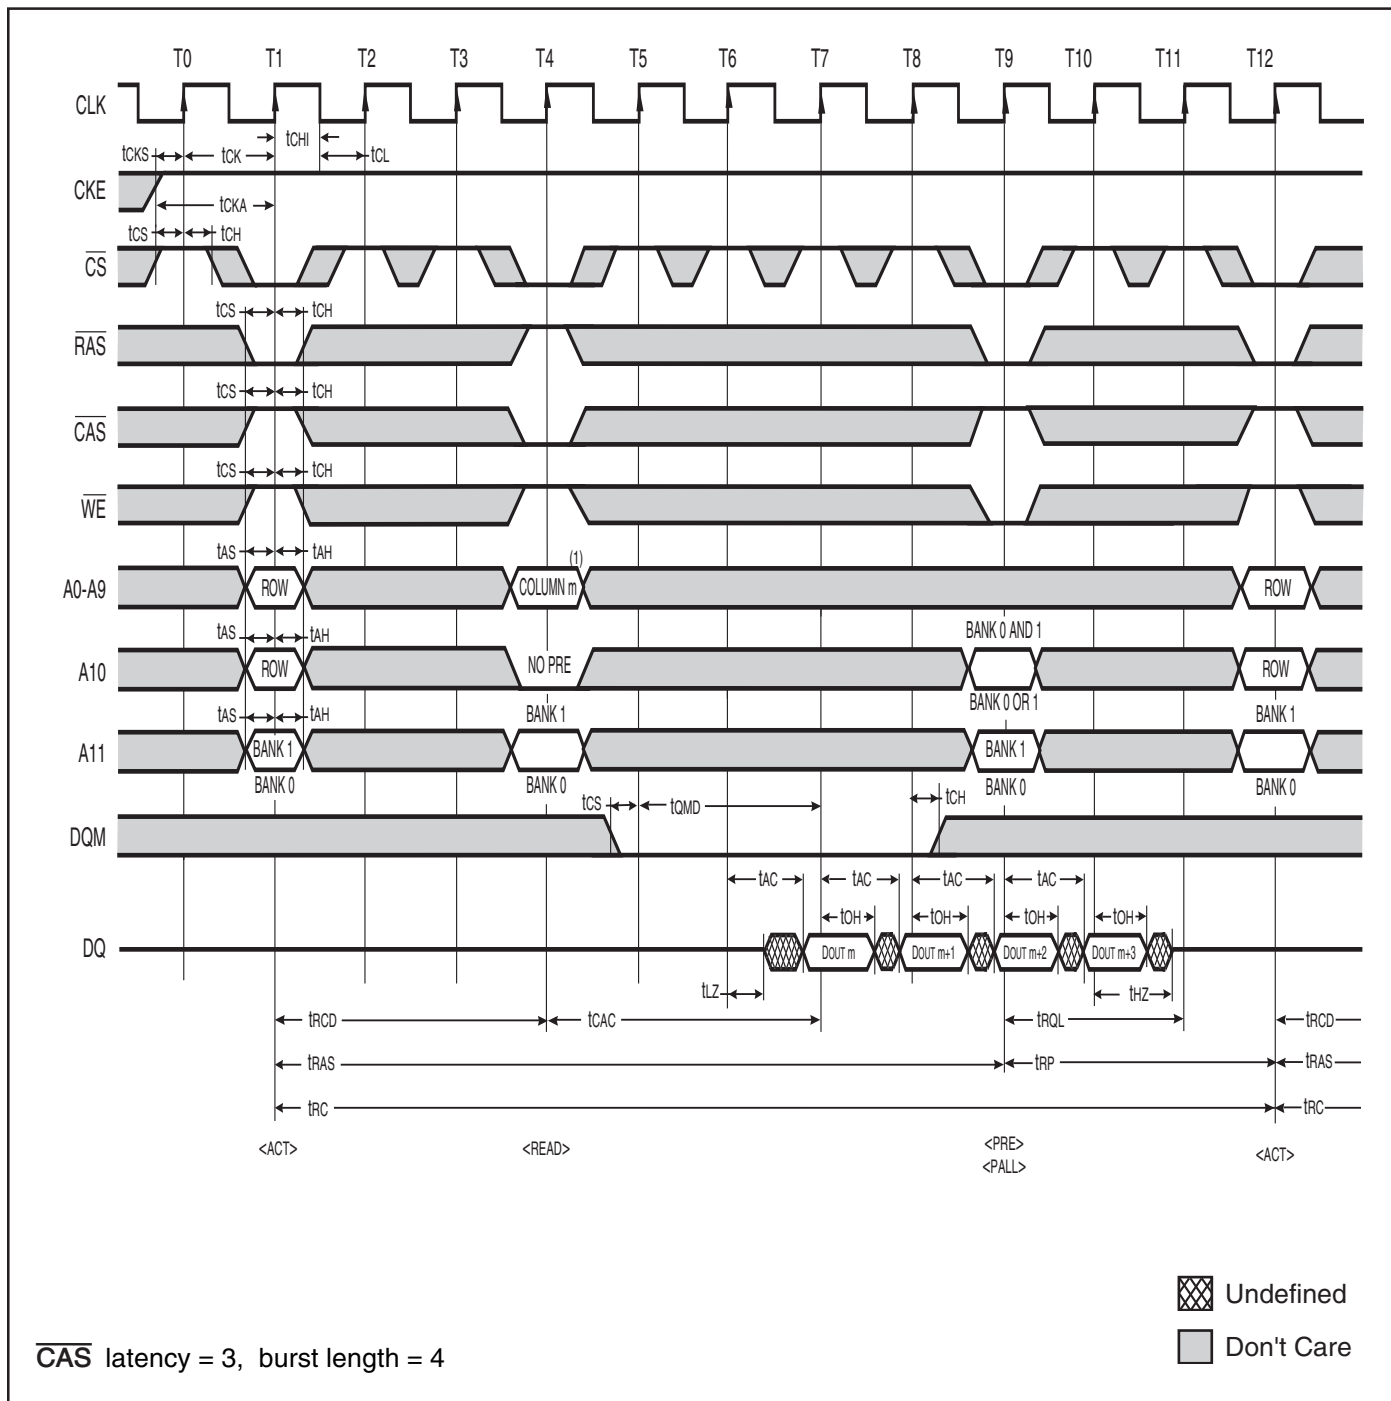 T0 T1 T2 T3 T4 T5 T6 T7 T8 T9 T10 T11 T12
CLK
tCHI
tCKS tCK tCL
CKE
tCKA
tCS tCH
CS
tCS tCH
RAS
tCS tCH
CAS
tCS tCH
WE
tAS tAH (1)
A0-A9 ROW COLUMN m ROW
tAS tAH BANK 0 AND 1
A10 ROW NO PRE ROW
BANK 0 OR 1
tAS tAH BANK 1 BANK 1
A11 BANK 1 BANK 1
BANK 0 BANK 0 BANK 0 BANK 0
tCS tQMD tCH
DQM
tAC tAC tAC tAC
tOH tOH tOH tOH
DQ DOUT m DOUT m+1 DOUT m+2 DOUT m+3
tLZ tHZ
tRCD tCAC tRQL tRCD
tRAS tRP tRAS
tRC tRC
<ACT> <READ> <PRE> <ACT>
<PALL>
Undefined
Don't Care
CAS latency = 3, burst length = 4